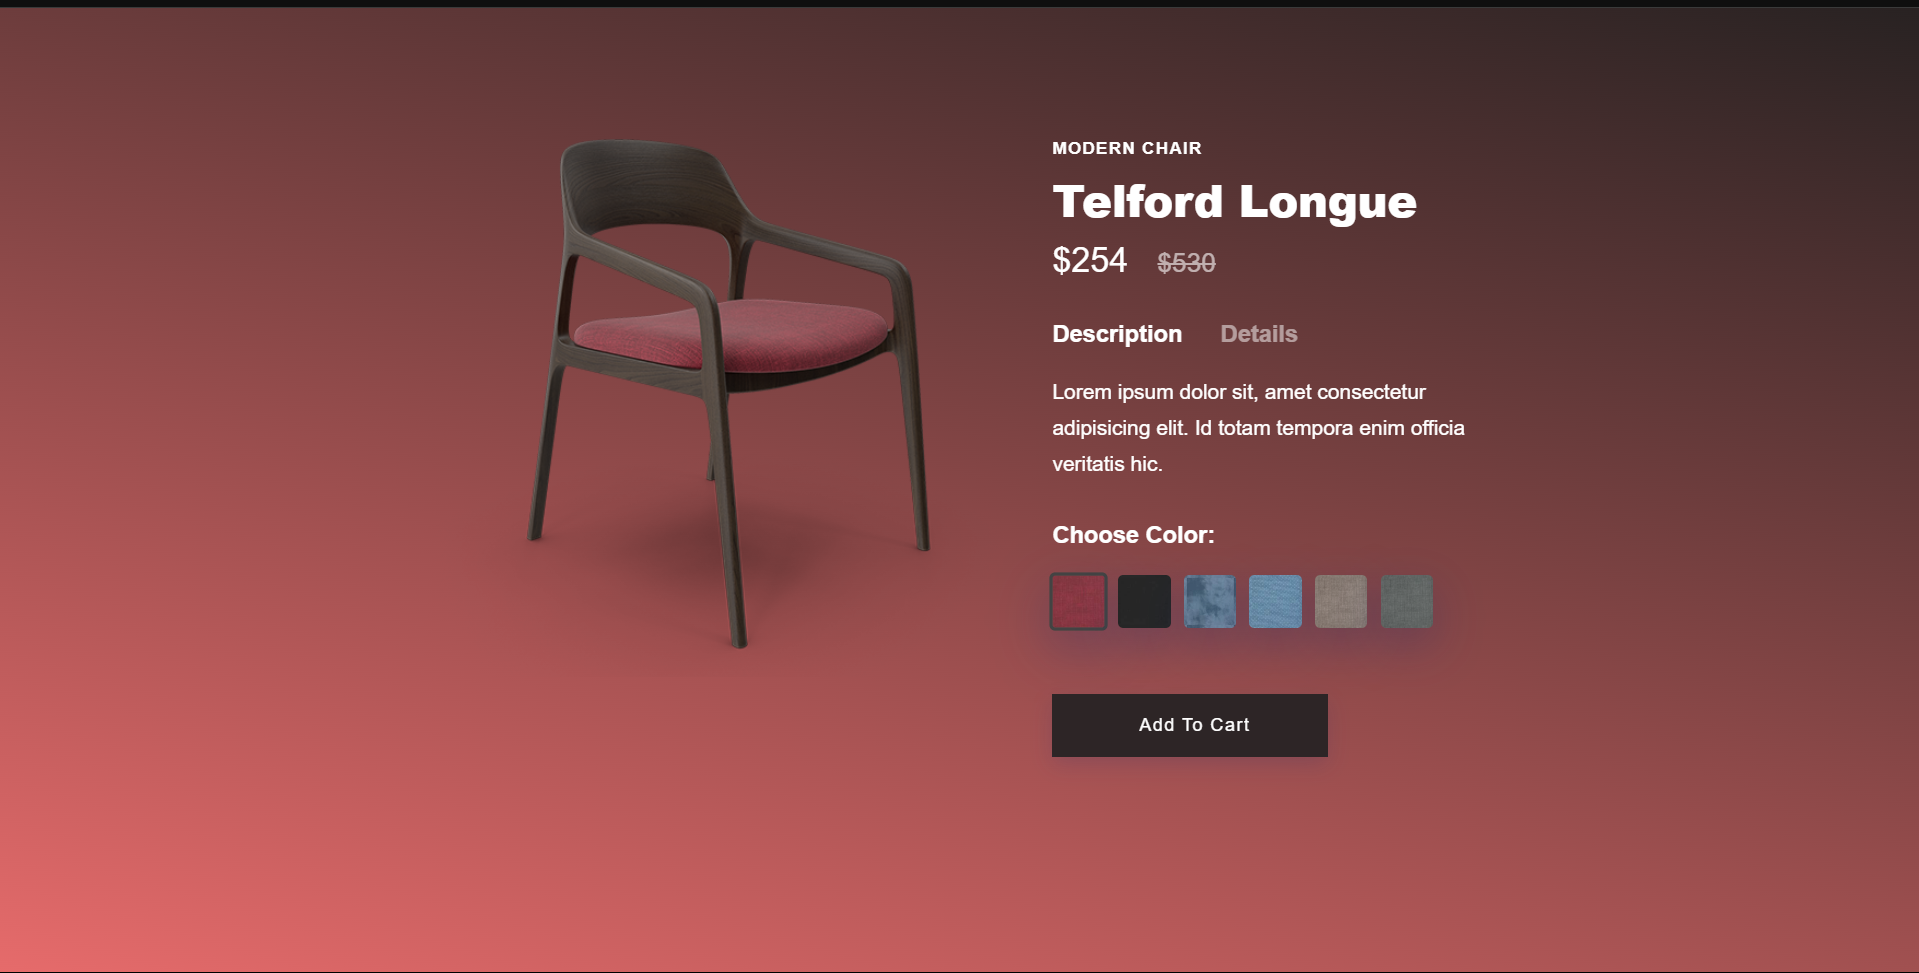 MODERN CHAIR
Telford Longue
$254 $530
Description Details
Lorem ipsum dolor sit, amet consectetur
adipisicing elit. Id totam tempora enim officia
veritatis hic.
Choose Color:
Add To Cart